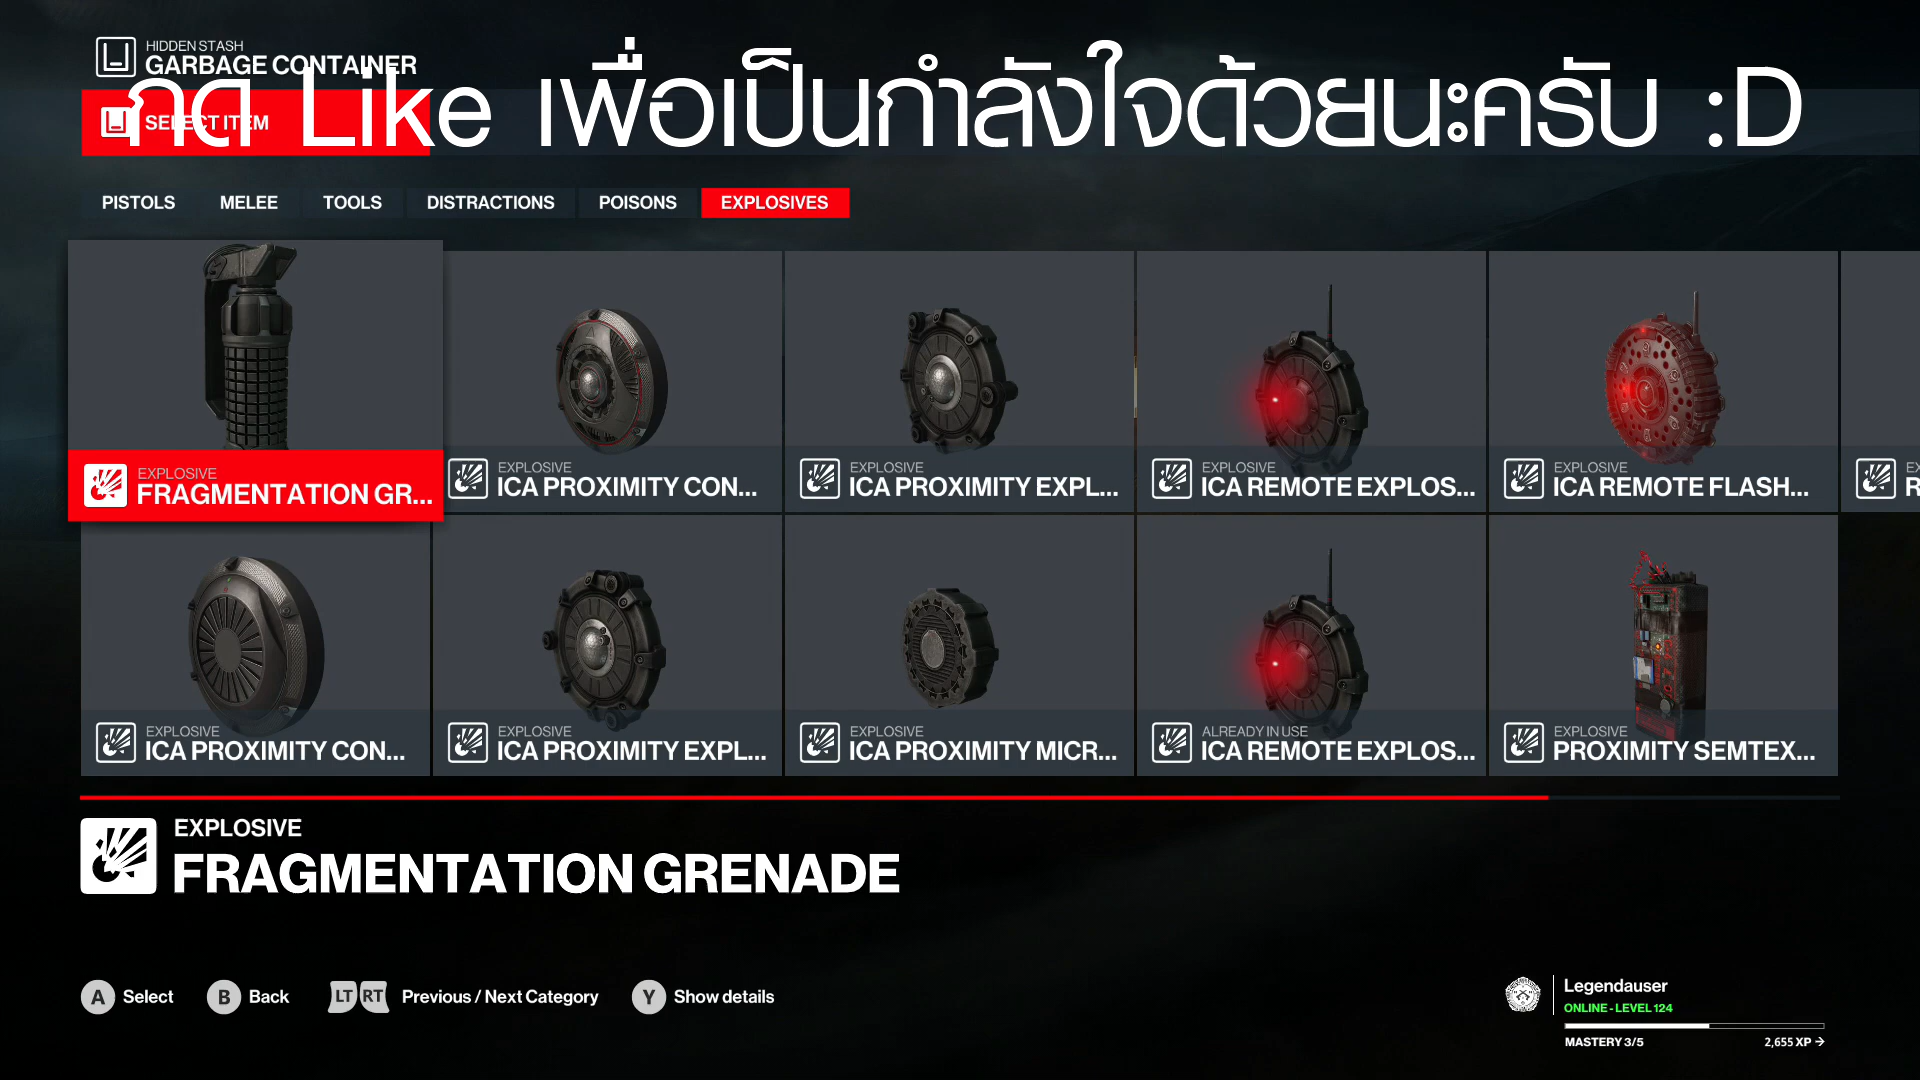 HIDDEN STASH
GARBAGE CONTAINER
กด Like เพื่อเป็นกำลังใจด้วยนะครับ :D
SELECT ITEM
PISTOLS MELEE TOOLS DISTRACTIONS POISONS EXPLOSIVES
EXPLOSIVE
FRAGMENTATION GR...
EXPLOSIVE
ICA PROXIMITY CON...
EXPLOSIVE
ICA PROXIMITY EXPL...
EXPLOSIVE
ICA REMOTE EXPLOS...
EXPLOSIVE
ICA REMOTE FLASH...
EXPLOSIVE
ICA PROXIMITY CON...
EXPLOSIVE
ICA PROXIMITY EXPL...
EXPLOSIVE
ICA PROXIMITY MICR...
ALREADY IN USE
ICA REMOTE EXPLOS...
EXPLOSIVE
PROXIMITY SEMTEX...
EXPLOSIVE
FRAGMENTATION GRENADE
A Select B Back LT RT Previous / Next Category Y Show details
Legendauser
ONLINE - LEVEL 124
MASTERY 3/5 2,655 XP →